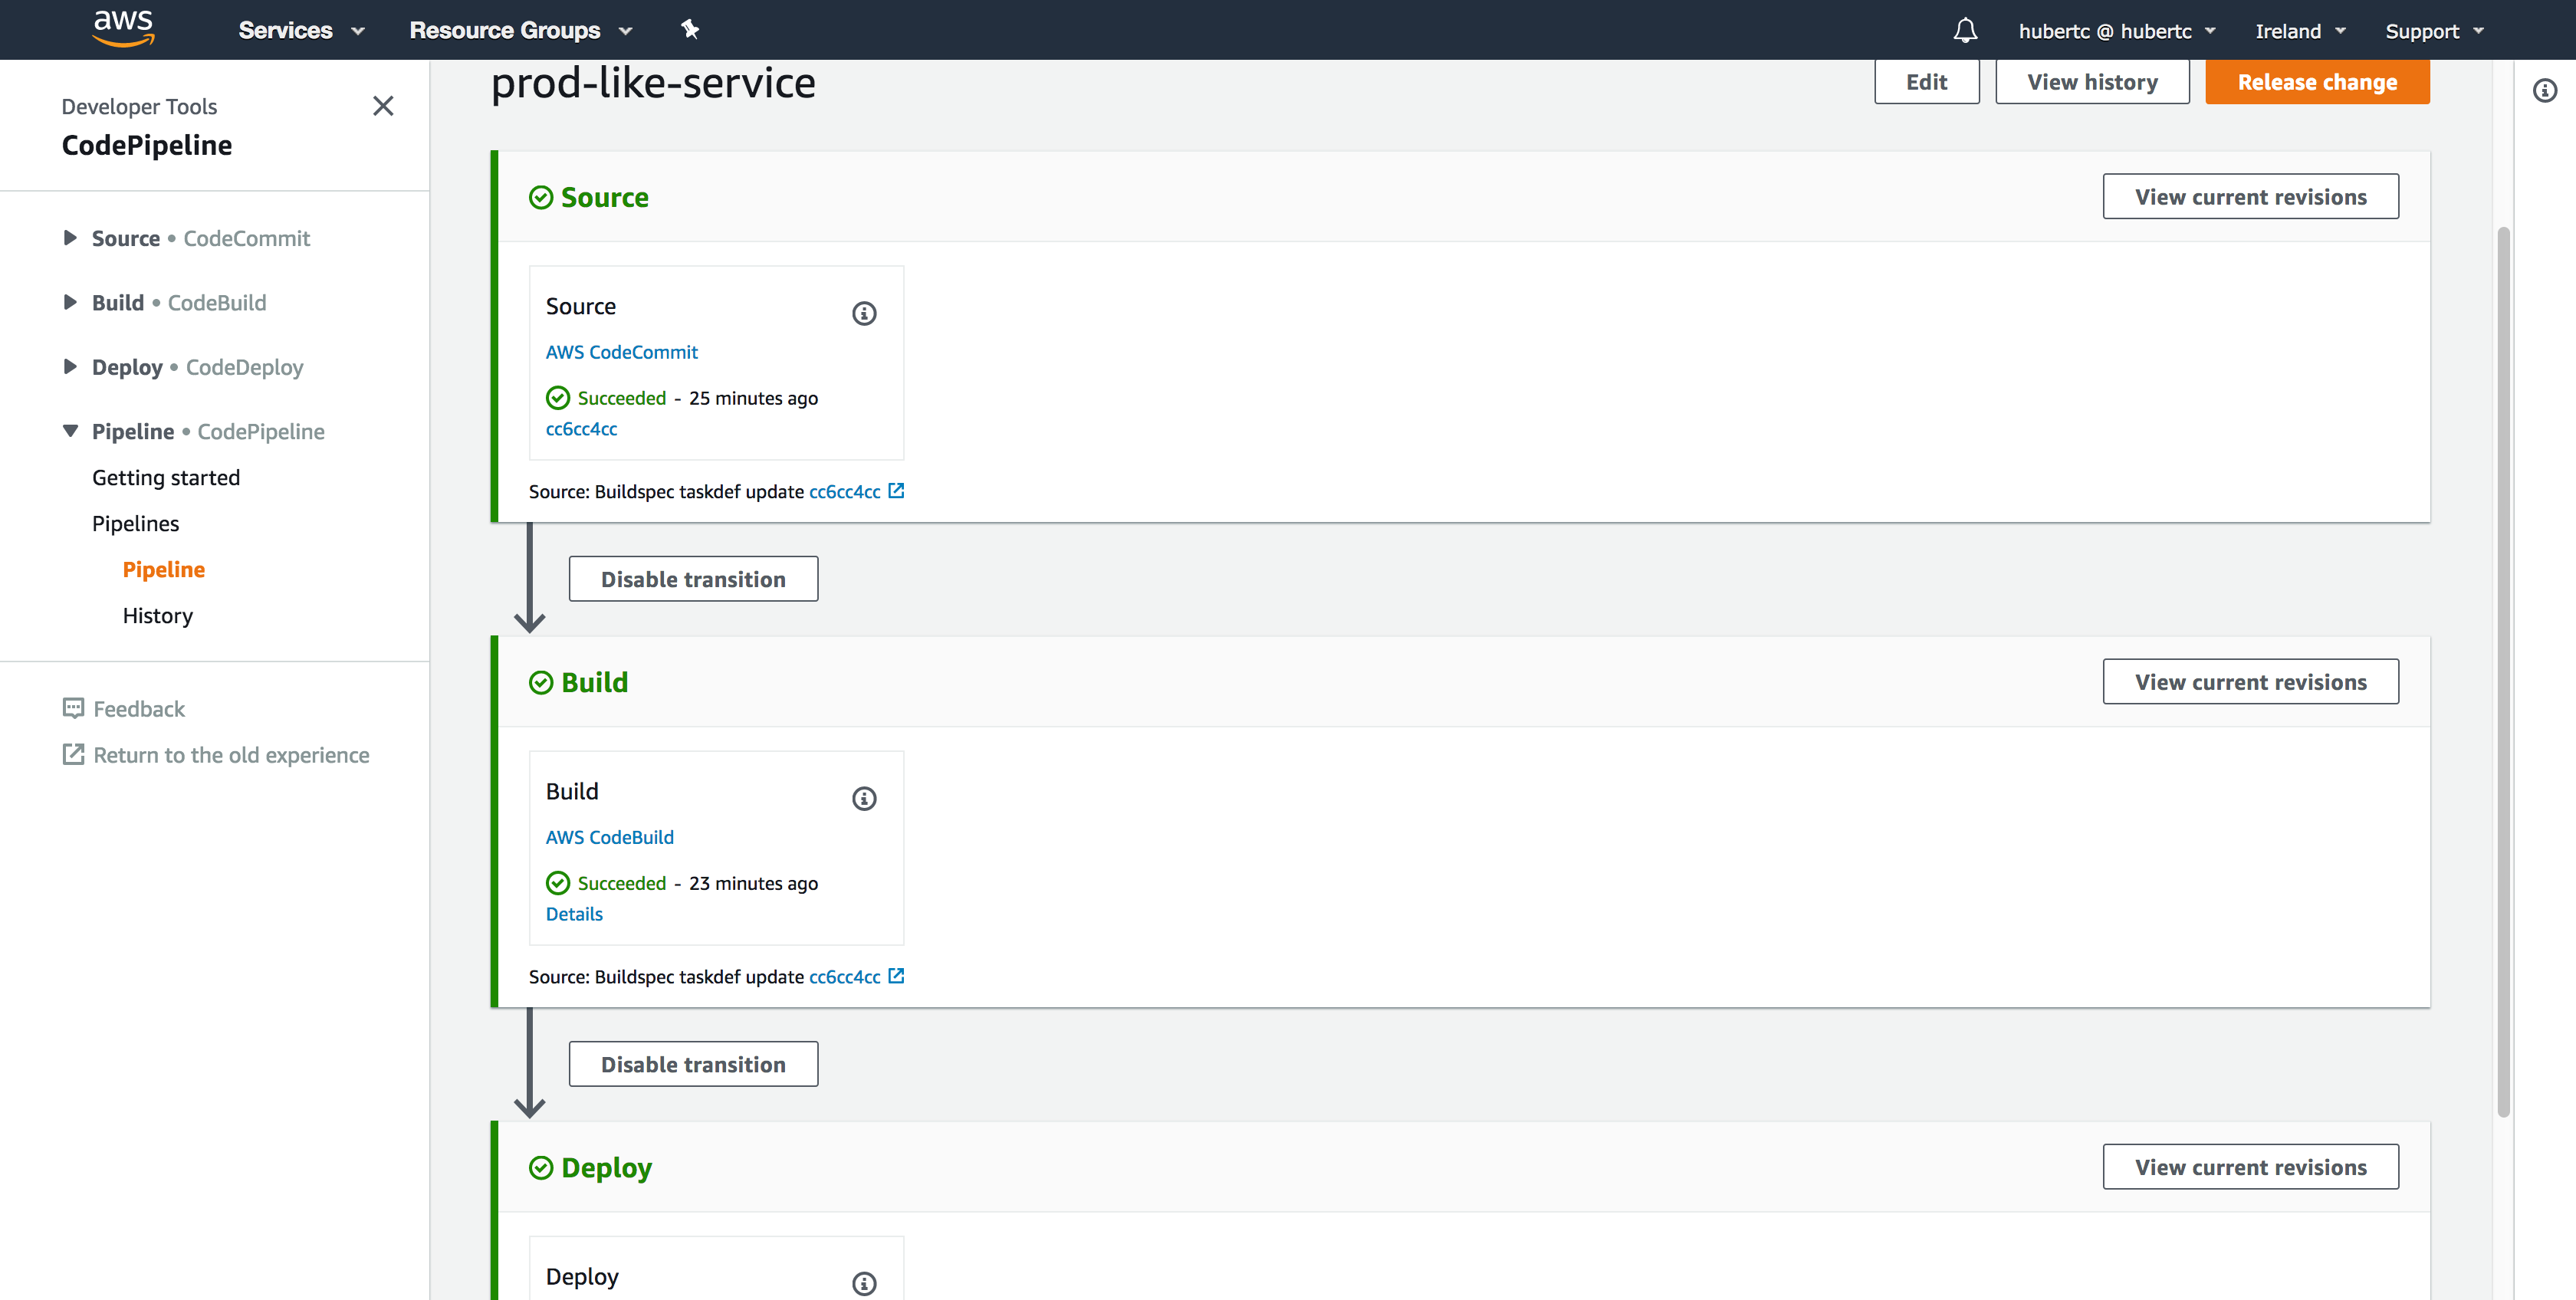 aws
Services
Resource Groups
hubertc @ hubertc
Ireland
Support
Developer Tools
CodePipeline
Source • CodeCommit
Build • CodeBuild
Deploy • CodeDeploy
Pipeline • CodePipeline
Getting started
Pipelines
Pipeline
History
Feedback
Return to the old experience
prod-like-service
Edit
View history
Release change
Source
View current revisions
Source
AWS CodeCommit
Succeeded - 25 minutes ago
cc6cc4cc
Source: Buildspec taskdef update cc6cc4cc
Disable transition
Build
View current revisions
Build
AWS CodeBuild
Succeeded - 23 minutes ago
Details
Source: Buildspec taskdef update cc6cc4cc
Disable transition
Deploy
View current revisions
Deploy